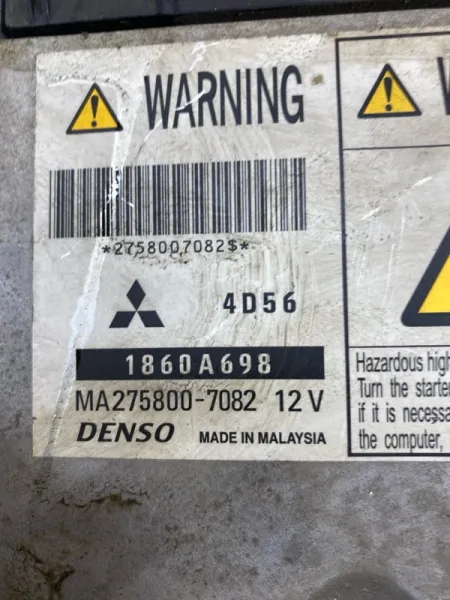 WARNING
*2758007082$*
4D56
1860A698
MA275800-7082 12V
DENSO MADE IN MALAYSIA
Hazardous high
Turn the starte
if it is necessa
the computer,